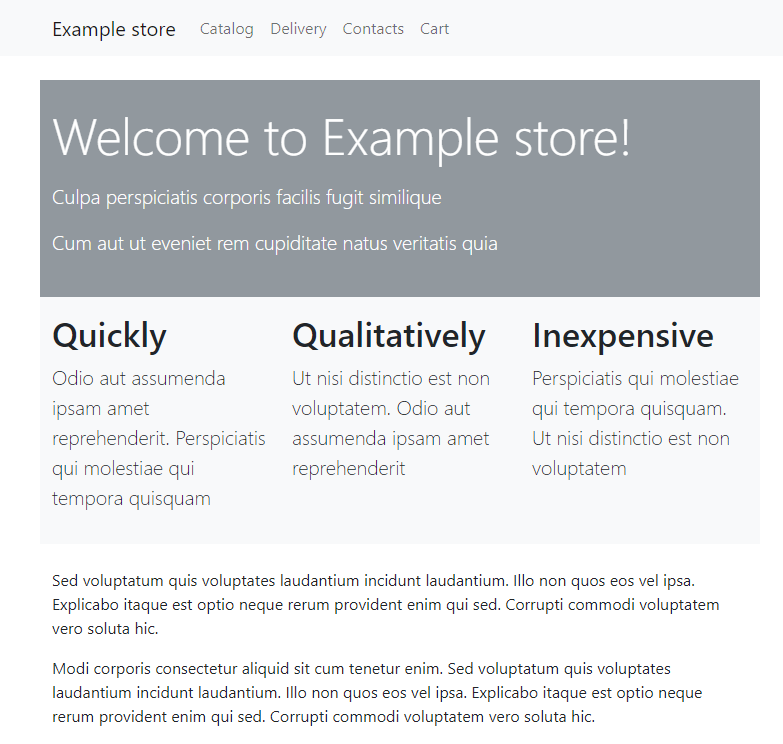 Example store Catalog Delivery Contacts Cart
Welcome to Example store!
Culpa perspiciatis corporis facilis fugit similique
Cum aut ut eveniet rem cupiditate natus veritatis quia
Quickly
Odio aut assumenda
ipsam amet
reprehenderit. Perspiciatis
qui molestiae qui
tempora quisquam
Qualitatively
Ut nisi distinctio est non
voluptatem. Odio aut
assumenda ipsam amet
reprehenderit
Inexpensive
Perspiciatis qui molestiae
qui tempora quisquam.
Ut nisi distinctio est non
voluptatem
Sed voluptatum quis voluptates laudantium incidunt laudantium. Illo non quos eos vel ipsa.
Explicabo itaque est optio neque rerum provident enim qui sed. Corrupti commodi voluptatem
vero soluta hic.
Modi corporis consectetur aliquid sit cum tenetur enim. Sed voluptatum quis voluptates
laudantium incidunt laudantium. Illo non quos eos vel ipsa. Explicabo itaque est optio neque
rerum provident enim qui sed. Corrupti commodi voluptatem vero soluta hic.